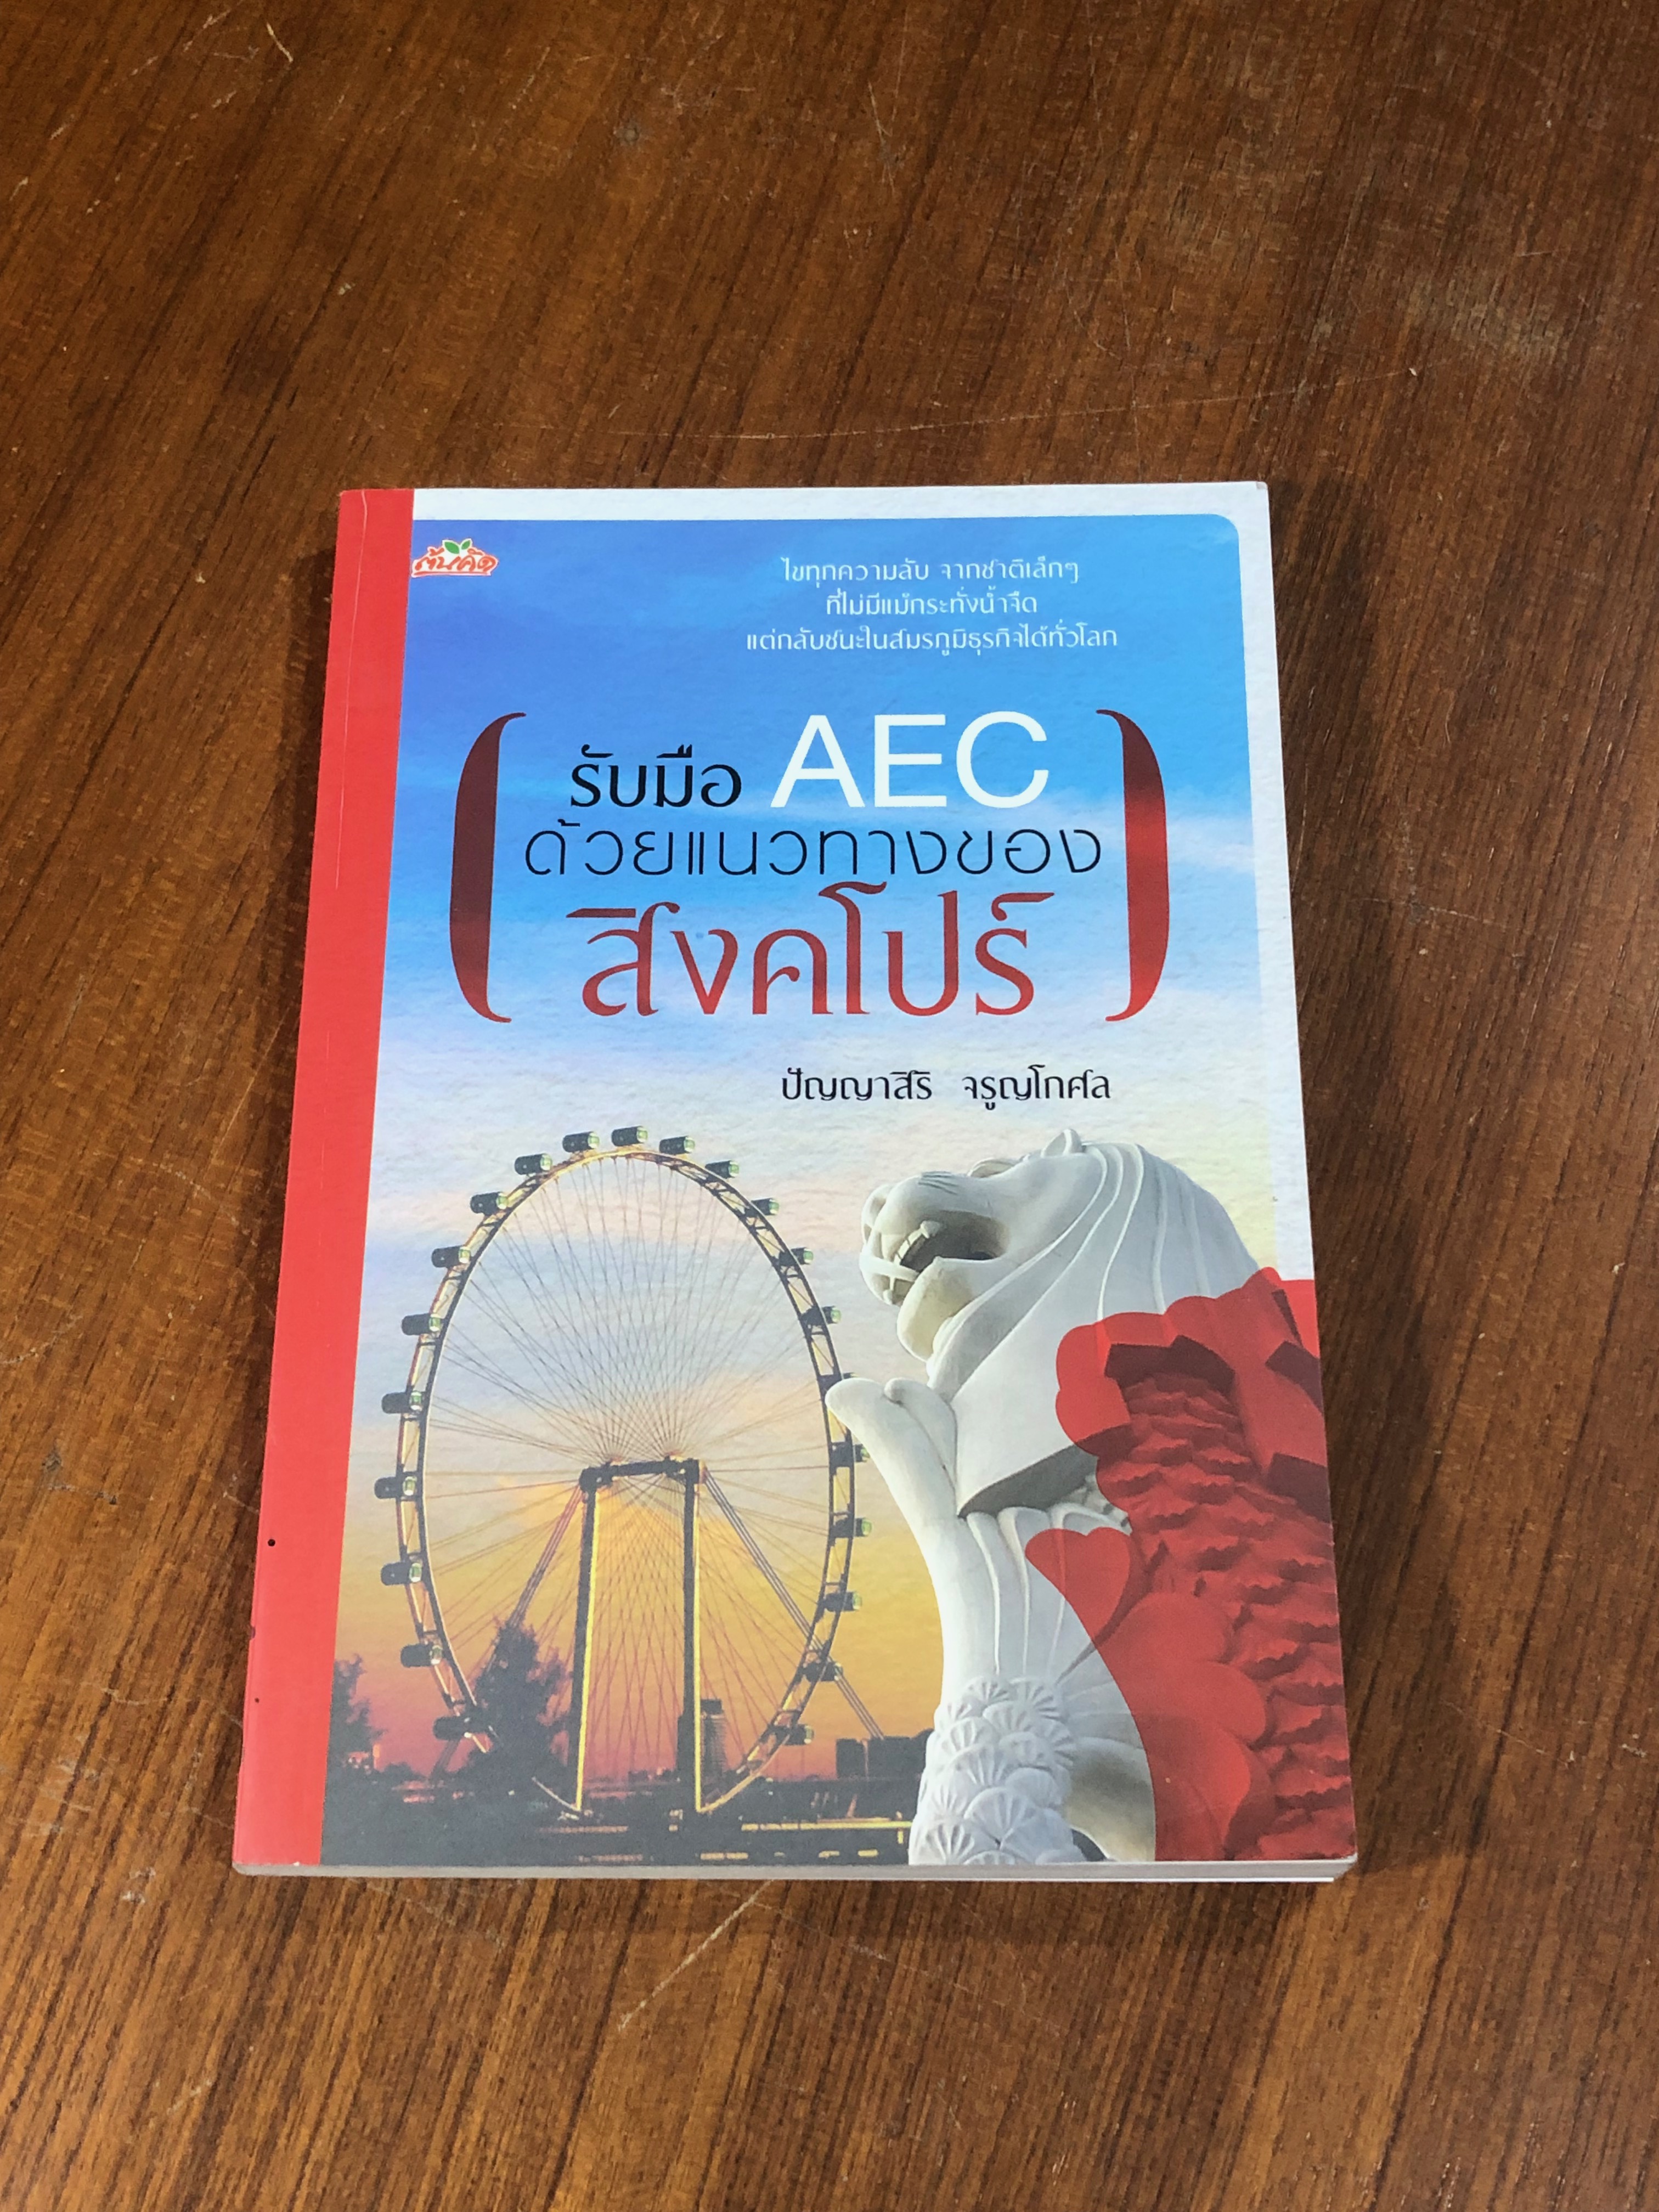 ต้นคิด
ไขทุกความลับ จากชาติเล็กๆ
ที่ไม่มีแม้กระทั่งน้ำจืด
แต่กลับชนะในสมรภูมิธุรกิจได้ทั่วโลก
รับมือ AEC
ด้วยแนวทางของ
สิงคโปร์
ปัญญาสิริ จรูญโกศล